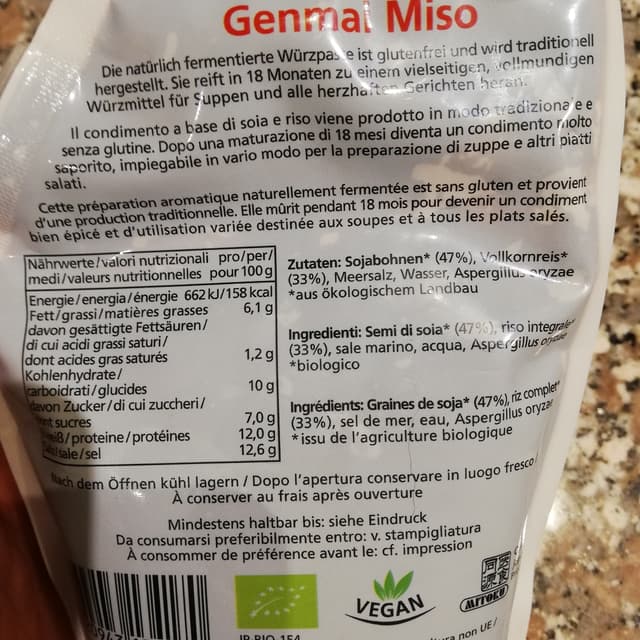 Genmai Miso
Die natürlich fermentierte Würzpaste ist glutenfrei und wird traditionell
hergestellt. Sie reift in 18 Monaten zu einem vielseitigen, vollmundigen
Würzmittel für Suppen und alle herzhaften Gerichten heran.
Il condimento a base di soia e riso viene prodotto in modo tradizionale e
senza glutine. Dopo una maturazione di 18 mesi diventa un condimento molto
saporito, impiegabile in vario modo per la preparazione di zuppe e altri piatti
salati.
Cette préparation aromatique naturellement fermentée est sans gluten et provient
d'une production traditionnelle. Elle mûrit pendant 18 mois pour devenir un condiment
bien épicé et d'utilisation variée destinée aux soupes et à tous les plats salés.
Nährwerte/valori nutrizionali pro/per/
medi/valeurs nutritionnelles pour 100 g
Energie/energia/énergie 662 kJ/158 kcal
Fett/grassi/matières grasses 6,1 g
davon gesättigte Fettsäuren/
di cui acidi grassi saturi/
dont acides gras saturés 1,2 g
Kohlenhydrate/
carboidrati/glucides 10 g
davon Zucker/di cui zuccheri/
sucres 7,0 g
/proteine/protéines 12,0 g
/sale/sel 12,6 g
Zutaten: Sojabohnen* (47%), Vollkornreis*
(33%), Meersalz, Wasser, Aspergillus oryzae
*aus ökologischem Landbau
Ingredienti: Semi di soia* (47%), riso integrale*
(33%), sale marino, acqua, Aspergillus oryzae
*biologico
Ingrédients: Graines de soja* (47%), riz complet*
(33%), sel de mer, eau, Aspergillus oryzae
*issu de l'agriculture biologique
Nach dem Öffnen kühl lagern / Dopo l'apertura conservare in luogo fresco/
À conserver au frais après ouverture
Mindestens haltbar bis: siehe Eindruck
Da consumarsi preferibilmente entro: v. stampigliatura
À consommer de préférence avant le: cf. impression
VEGAN
MITOKU
JP-BIO-154
non UE/